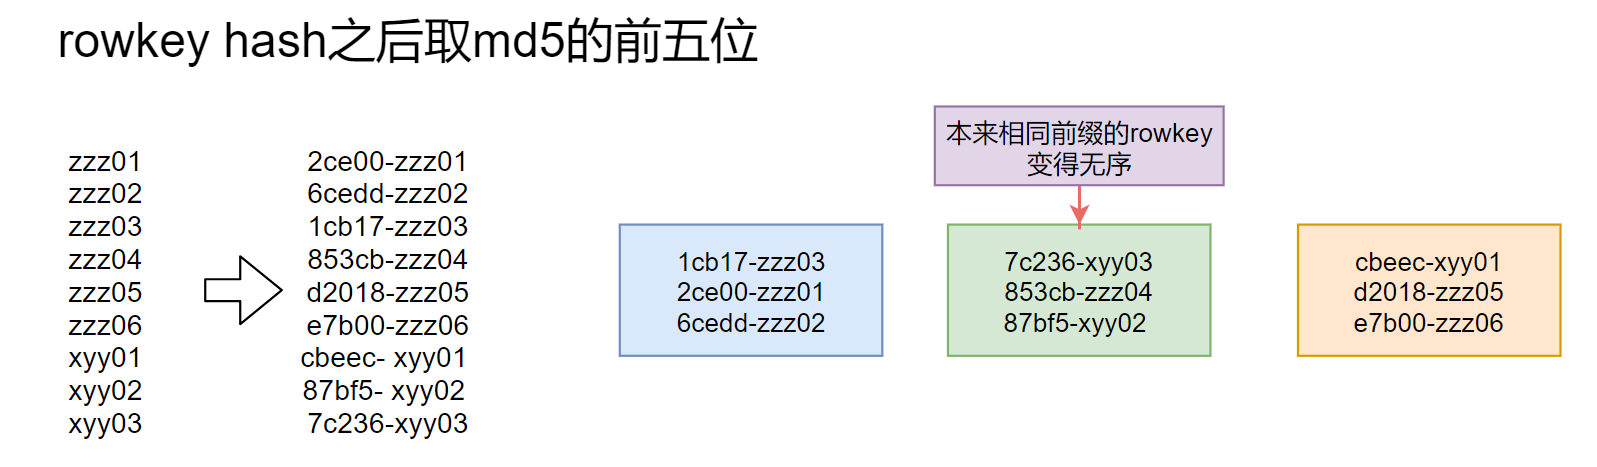 rowkey hash之后取md5的前五位
zzz01
zzz02
zzz03
zzz04
zzz05
zzz06
xyy01
xyy02
xyy03
2ce00-zzz01
6cedd-zzz02
1cb17-zzz03
853cb-zzz04
d2018-zzz05
e7b00-zzz06
cbeec- xyy01
87bf5- xyy02
7c236-xyy03
1cb17-zzz03
2ce00-zzz01
6cedd-zzz02
本来相同前缀的rowkey
变得无序
7c236-xyy03
853cb-zzz04
87bf5-xyy02
cbeec-xyy01
d2018-zzz05
e7b00-zzz06